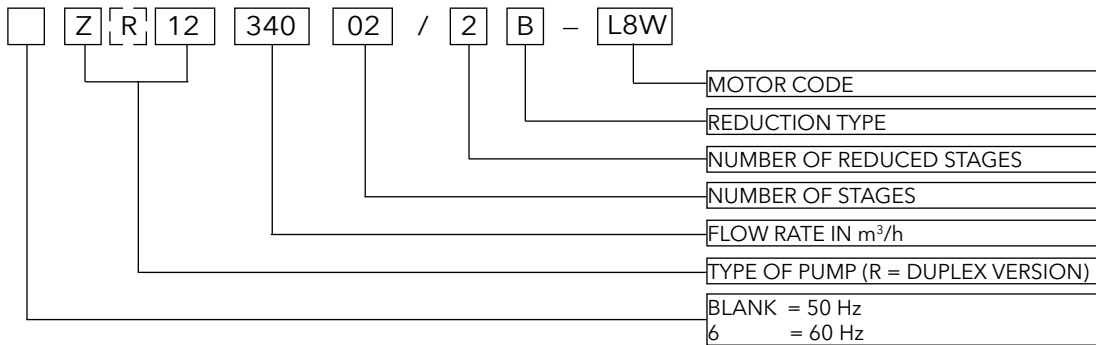 Z R 12 340 02 / 2 B – L8W
MOTOR CODE
REDUCTION TYPE
NUMBER OF REDUCED STAGES
NUMBER OF STAGES
FLOW RATE IN m³/h
TYPE OF PUMP (R = DUPLEX VERSION)
BLANK = 50 Hz
6 = 60 Hz